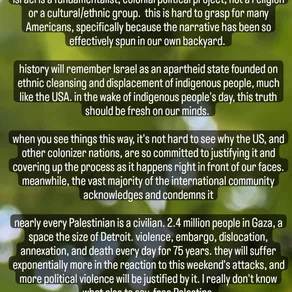 Israel is a fundamentalist, colonial political project, not a religion
or a cultural/ethnic group.  this is hard to grasp for many
Americans, specifically because the narrative has been so
effectively spun in our own backyard.
history will remember Israel as an apartheid state founded on
ethnic cleansing and displacement of indigenous people, much
like the USA. in the wake of indigenous people's day, this truth
should be fresh on our minds.
when you see things this way, it's not hard to see why the US, and
other colonizer nations, are so committed to justifying it and
covering up the process as it happens right in front of our faces.
meanwhile, the vast majority of the international community
acknowledges and condemns it
nearly every Palestinian is a civilian. 2.4 million people in Gaza, a
space the size of Detroit. violence, embargo, dislocation,
annexation, and death every day for 75 years. they will suffer
exponentially more in the reaction to this weekend's attacks, and
more political violence will be justified by it. I really don't know
what else to say. free Palestine